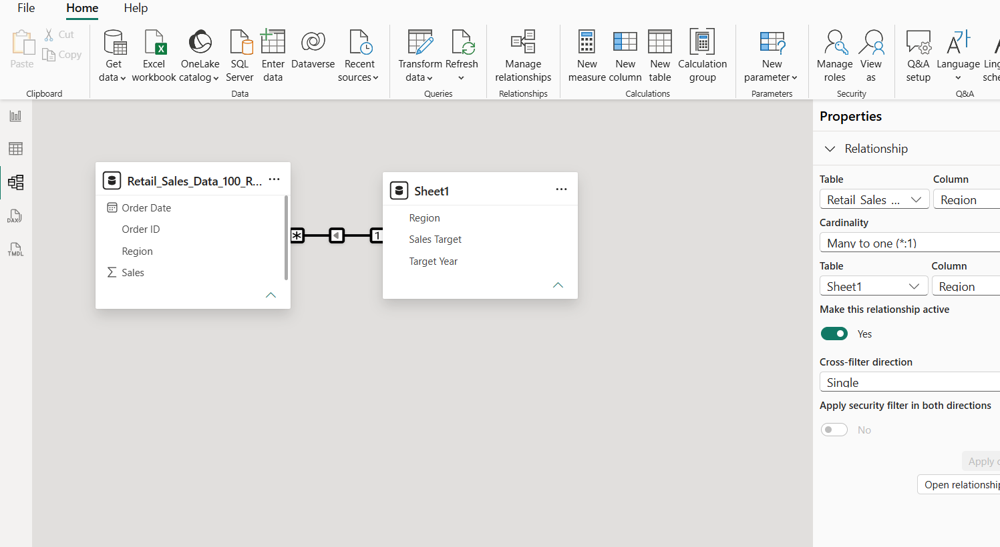 File Home Help
Paste
Cut
Copy
Clipboard
Get data
Excel workbook
OneLake catalog
SQL Server
Enter data
Dataverse
Recent sources
Data
Transform data
Refresh
Queries
Manage relationships
Relationships
New measure
New column
New table
Calculation group
Calculations
New parameter
Parameters
Manage roles
View as
Security
Q&A setup
Language
Q&A
DAX
TMDL
Retail_Sales_Data_100_R... ...
Order Date
Order ID
Region
Σ Sales
* 1
Sheet1 ...
Region
Sales Target
Target Year
Properties
Relationship
Table Column
Retail_Sales_... Region
Cardinality
Many to one (*:1)
Table Column
Sheet1 Region
Make this relationship active
Yes
Cross-filter direction
Single
Apply security filter in both directions
No
Apply
Open relationship